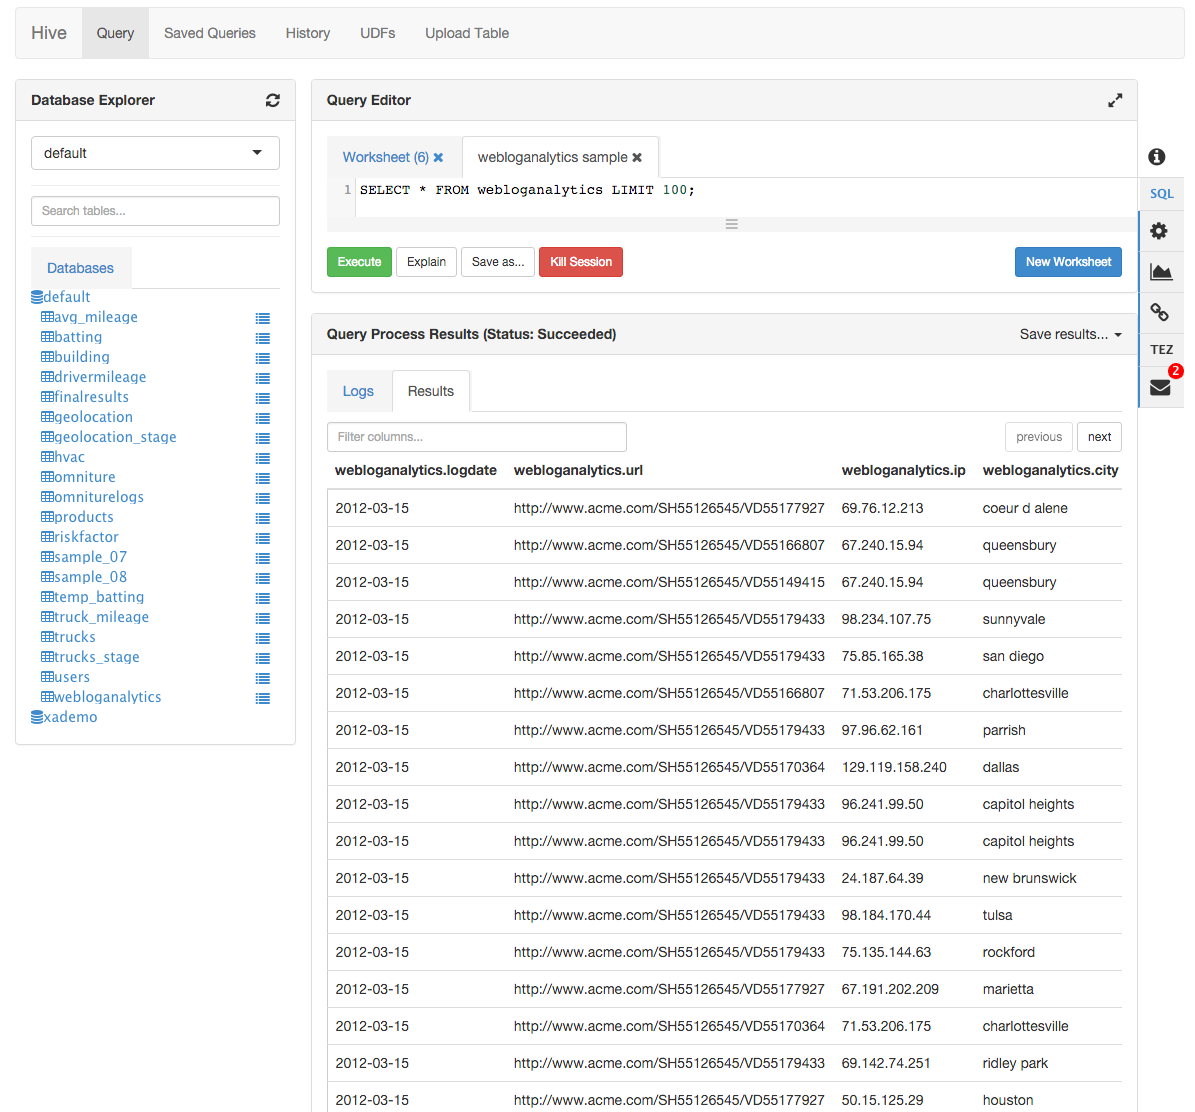 Hive Query Saved Queries History UDFs Upload Table
Database Explorer
default
Search tables...
Databases
default
avg_mileage
batting
building
drivermileage
finalresults
geolocation
geolocation_stage
hvac
omniture
omniturelogs
products
riskfactor
sample_07
sample_08
temp_batting
truck_mileage
trucks
trucks_stage
users
webloganalytics
xademo
Query Editor
Worksheet (6) webloganalytics sample
1 SELECT * FROM webloganalytics LIMIT 100;
Execute Explain Save as... Kill Session New Worksheet
Query Process Results (Status: Succeeded) Save results...
Logs Results
Filter columns... previous next
webloganalytics.logdate webloganalytics.url webloganalytics.ip webloganalytics.city
2012-03-15 http://www.acme.com/SH55126545/VD55177927 69.76.12.213 coeur d alene
2012-03-15 http://www.acme.com/SH55126545/VD55166807 67.240.15.94 queensbury
2012-03-15 http://www.acme.com/SH55126545/VD55149415 67.240.15.94 queensbury
2012-03-15 http://www.acme.com/SH55126545/VD55179433 98.234.107.75 sunnyvale
2012-03-15 http://www.acme.com/SH55126545/VD55179433 75.85.165.38 san diego
2012-03-15 http://www.acme.com/SH55126545/VD55166807 71.53.206.175 charlottesville
2012-03-15 http://www.acme.com/SH55126545/VD55179433 97.96.62.161 parrish
2012-03-15 http://www.acme.com/SH55126545/VD55170364 129.119.158.240 dallas
2012-03-15 http://www.acme.com/SH55126545/VD55179433 96.241.99.50 capitol heights
2012-03-15 http://www.acme.com/SH55126545/VD55179433 96.241.99.50 capitol heights
2012-03-15 http://www.acme.com/SH55126545/VD55179433 24.187.64.39 new brunswick
2012-03-15 http://www.acme.com/SH55126545/VD55179433 98.184.170.44 tulsa
2012-03-15 http://www.acme.com/SH55126545/VD55179433 75.135.144.63 rockford
2012-03-15 http://www.acme.com/SH55126545/VD55177927 67.191.202.209 marietta
2012-03-15 http://www.acme.com/SH55126545/VD55170364 71.53.206.175 charlottesville
2012-03-15 http://www.acme.com/SH55126545/VD55179433 69.142.74.251 ridley park
2012-03-15 http://www.acme.com/SH55126545/VD55177927 50.15.125.29 houston
SQL
TEZ
2